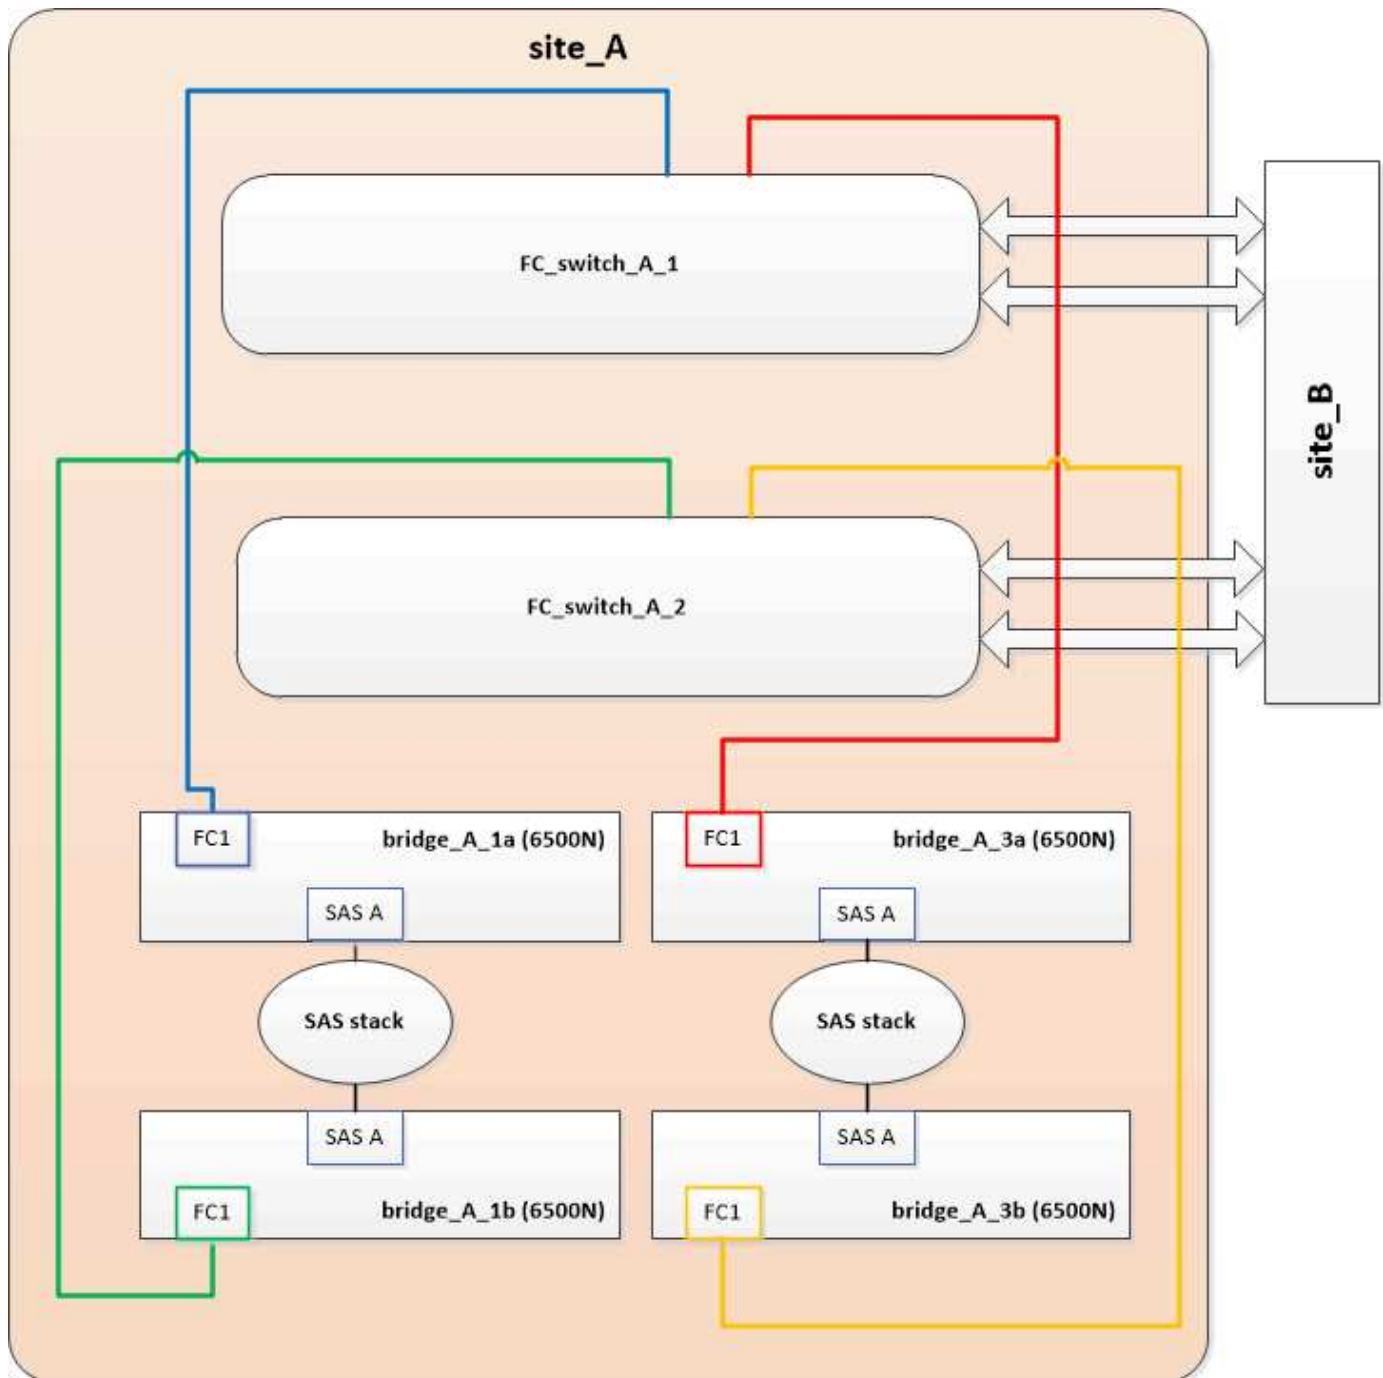 site_A
FC_switch_A_1
site_B
FC_switch_A_2
FC1
bridge_A_1a (6500N)
SAS A
FC1
bridge_A_3a (6500N)
SAS A
SAS stack
SAS stack
SAS A
FC1
bridge_A_1b (6500N)
SAS A
FC1
bridge_A_3b (6500N)